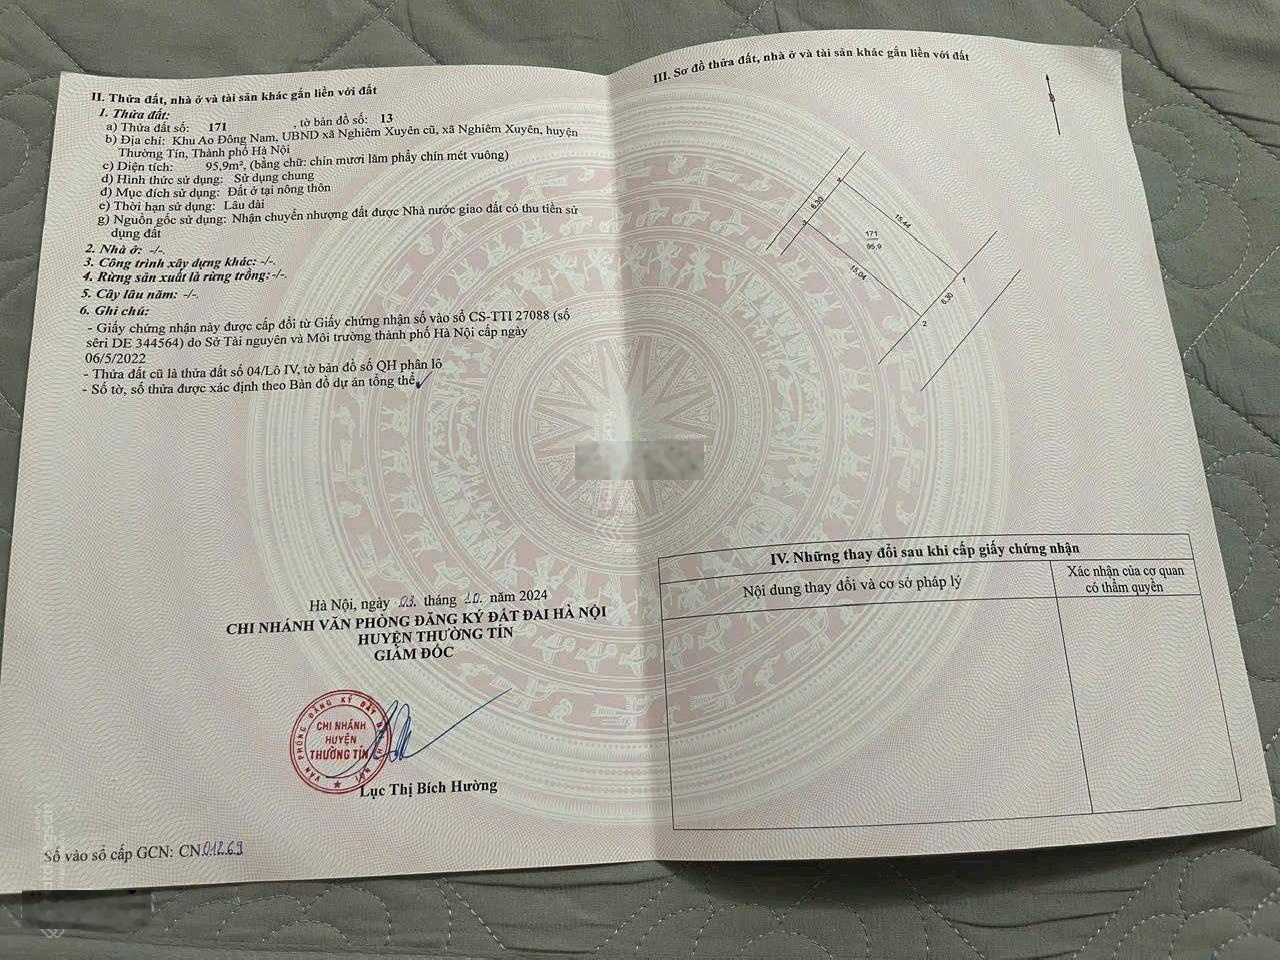 II. Thửa đất, nhà ở và tài sản khác gắn liền với đất
1. Thửa đất:
a) Thửa đất số: 171 , tờ bản đồ số: 13
b) Địa chỉ: Khu Ao Đông Nam, UBND xã Nghiêm Xuyên cũ, xã Nghiêm Xuyên, huyện
Thường Tín, Thành phố Hà Nội
c) Diện tích: 95,9m², (bằng chữ: chín mươi lăm phẩy chín mét vuông)
d) Hình thức sử dụng: Sử dụng chung
đ) Mục đích sử dụng: Đất ở tại nông thôn
e) Thời hạn sử dụng: Lâu dài
g) Nguồn gốc sử dụng: Nhận chuyển nhượng đất được Nhà nước giao đất có thu tiền sử
dụng đất
2. Nhà ở: -/-.
3. Công trình xây dựng khác: -/-.
4. Rừng sản xuất là rừng trồng:-/-.
5. Cây lâu năm: -/-.
6. Ghi chú:
- Giấy chứng nhận này được cấp đổi từ Giấy chứng nhận số vào sổ CS-TTI 27088 (số
sêri DE 344564) do Sở Tài nguyên và Môi trường thành phố Hà Nội cấp ngày
06/5/2022
- Thửa đất cũ là thửa đất số 04/Lô IV, tờ bản đồ số QH phân lô
- Số tờ, số thửa được xác định theo Bản đồ dự án tổng thể
Hà Nội, ngày 03. tháng 10. năm 2024
CHI NHÁNH VĂN PHÒNG ĐĂNG KÝ ĐẤT ĐAI HÀ NỘI
HUYỆN THƯỜNG TÍN
GIÁM ĐỐC
VĂN PHÒNG ĐĂNG KÝ ĐẤT ĐAI HÀ NỘI
CHI NHÁNH
HUYỆN
THƯỜNG TÍN
Lục Thị Bích Hường
Số vào sổ cấp GCN: CN01269
III. Sơ đồ thửa đất, nhà ở và tài sản khác gắn liền với đất
B
6.30
3
15.44
171
95,9
15.04
1
6.30
2
IV. Những thay đổi sau khi cấp giấy chứng nhận
Nội dung thay đổi và cơ sở pháp lý
Xác nhận của cơ quan
có thẩm quyền